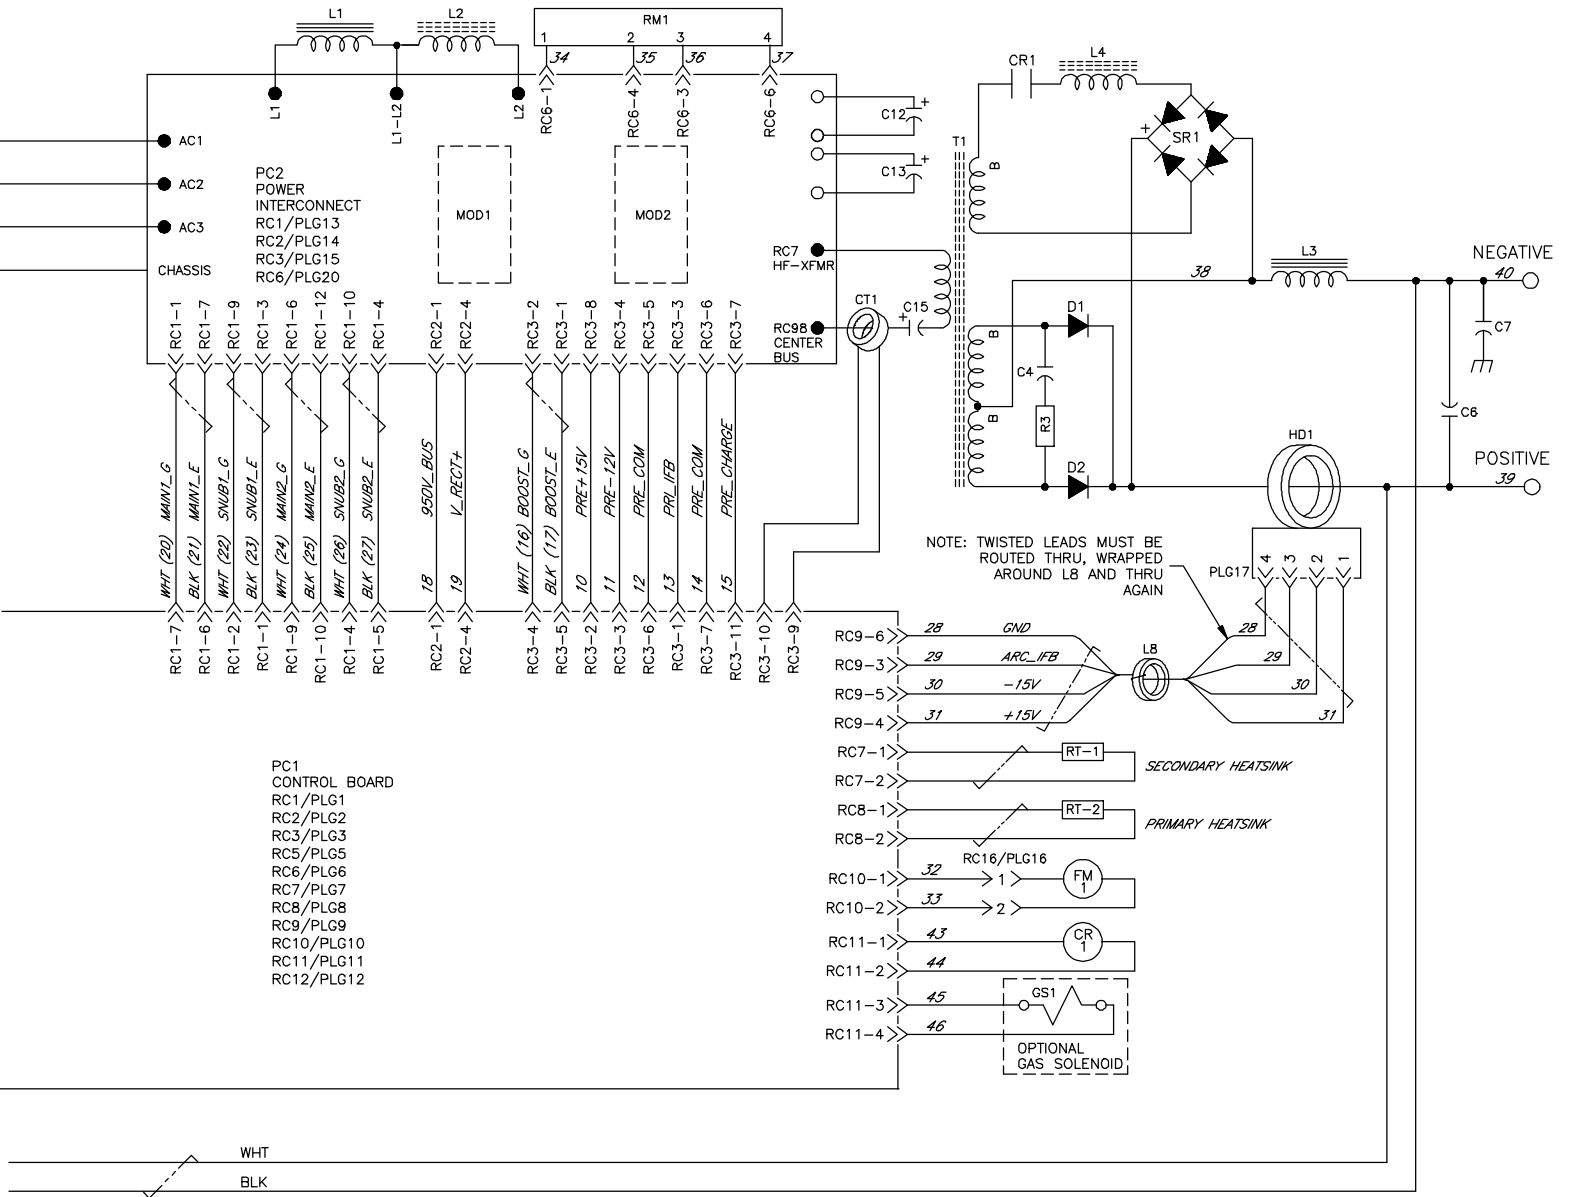 L1
L2
RM1
1
2
3
4
34
35
36
37
L1
L1-L2
L2
RC6-1
RC6-4
RC6-3
RC6-6
CR1
L4
+
SR1
C12
+
C13
+
T1
B
AC1
AC2
AC3
CHASSIS
PC2
POWER
INTERCONNECT
RC1/PLG13
RC2/PLG14
RC3/PLG15
RC6/PLG20
MOD1
MOD2
RC7
HF-XFMR
RC98
CENTER
BUS
CT1
+
C15
B
B
D1
C4
R3
D2
38
L3
NEGATIVE
40
C7
C6
HD1
POSITIVE
39
RC1-1
RC1-7
RC1-9
RC1-3
RC1-6
RC1-12
RC1-10
RC1-4
RC2-1
RC2-4
RC3-2
RC3-1
RC3-8
RC3-4
RC3-5
RC3-3
RC3-6
RC3-7
WHT (20) MAIN1_G
BLK (21) MAIN1_E
WHT (22) SNUB1_G
BLK (23) SNUB1_E
WHT (24) MAIN2_G
BLK (25) MAIN2_E
WHT (26) SNUB2_G
BLK (27) SNUB2_E
18 950V_BUS
19 V_RECT+
WHT (16) BOOST_G
BLK (17) BOOST_E
10 PRE+15V
11 PRE-12V
12 PRE_COM
13 PRI_IFB
14 PRE_COM
15 PRE_CHARGE
RC1-7
RC1-6
RC1-2
RC1-1
RC1-9
RC1-10
RC1-4
RC1-5
RC2-1
RC2-4
RC3-4
RC3-5
RC3-2
RC3-3
RC3-6
RC3-1
RC3-7
RC3-11
RC3-10
RC3-9
NOTE: TWISTED LEADS MUST BE
ROUTED THRU, WRAPPED
AROUND L8 AND THRU
AGAIN
PLG17
4
3
2
1
RC9-6
28
GND
RC9-3
29
ARC_IFB
RC9-5
30
-15V
RC9-4
31
+15V
L8
28
29
30
31
RC7-1
RT-1
RC7-2
SECONDARY HEATSINK
RC8-1
RT-2
RC8-2
PRIMARY HEATSINK
RC16/PLG16
RC10-1
32
1
FM
1
RC10-2
33
2
RC11-1
43
CR
1
RC11-2
44
RC11-3
45
GS1
RC11-4
46
OPTIONAL
GAS SOLENOID
PC1
CONTROL BOARD
RC1/PLG1
RC2/PLG2
RC3/PLG3
RC5/PLG5
RC6/PLG6
RC7/PLG7
RC8/PLG8
RC9/PLG9
RC10/PLG10
RC11/PLG11
RC12/PLG12
WHT
BLK